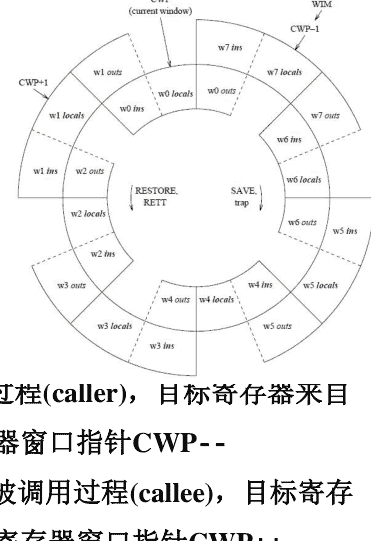 (current window)
WIM
CWP–1
CWP+1
w7 ins
w1 outs
w0 locals
w7 locals
w0 ins
w0 outs
w1 locals
w7 outs
w6 ins
w1 ins
w2 outs
w6 locals
RESTORE,
RETT
SAVE,
trap
w2 locals
w6 outs
w5 ins
w2 ins
w3 outs
w4 ins
w4 outs
w4 locals
w5 locals
w3 locals
w5 outs
w3 ins
过程(caller)，目标寄存器来自
器窗口指针CWP--
被调用过程(callee)，目标寄存
寄存器窗口指针CWP++